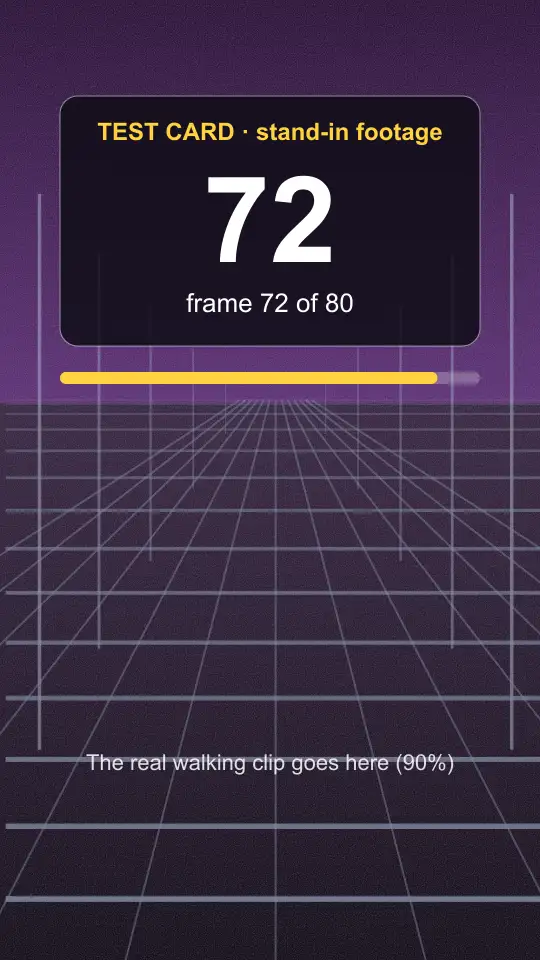 TEST CARD · stand-in footage
72
frame 72 of 80
The real walking clip goes here (90%)